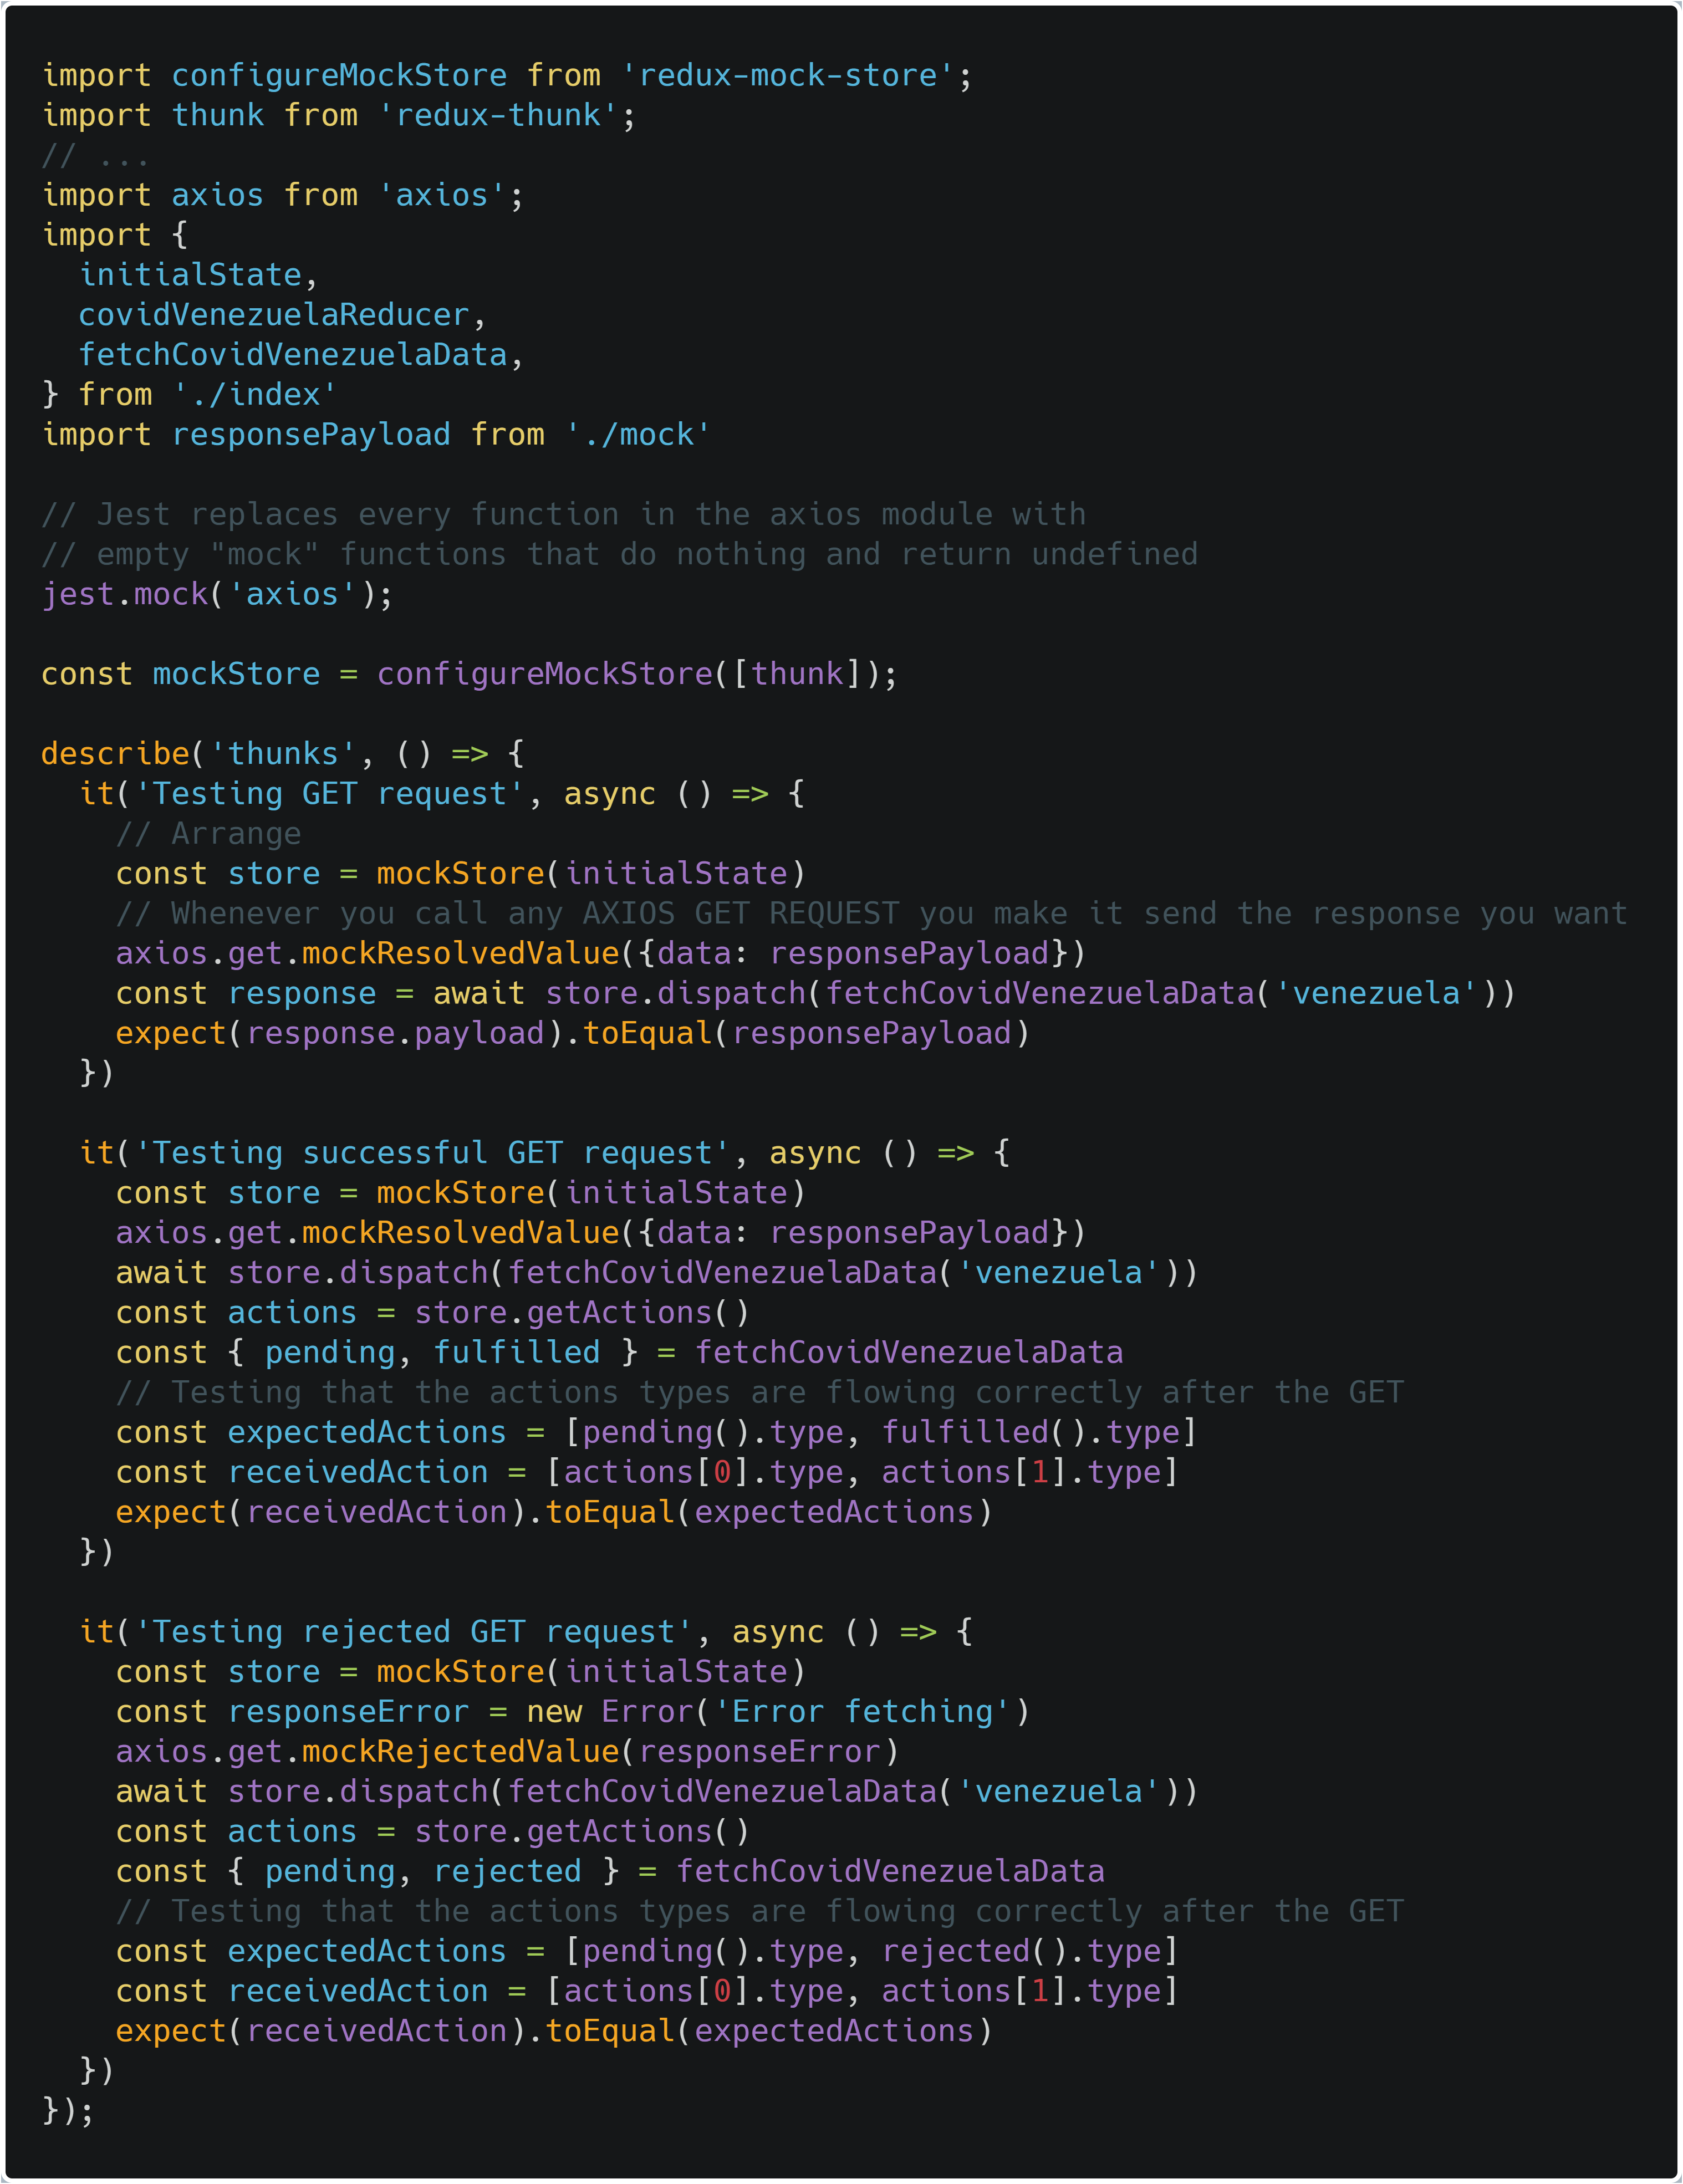 import configureMockStore from 'redux-mock-store';
import thunk from 'redux-thunk';
// ...
import axios from 'axios';
import {
  initialState,
  covidVenezuelaReducer,
  fetchCovidVenezuelaData,
} from './index'
import responsePayload from './mock'

// Jest replaces every function in the axios module with
// empty "mock" functions that do nothing and return undefined
jest.mock('axios');

const mockStore = configureMockStore([thunk]);

describe('thunks', () => {
  it('Testing GET request', async () => {
    // Arrange
    const store = mockStore(initialState)
    // Whenever you call any AXIOS GET REQUEST you make it send the response you want
    axios.get.mockResolvedValue({data: responsePayload})
    const response = await store.dispatch(fetchCovidVenezuelaData('venezuela'))
    expect(response.payload).toEqual(responsePayload)
  })

  it('Testing successful GET request', async () => {
    const store = mockStore(initialState)
    axios.get.mockResolvedValue({data: responsePayload})
    await store.dispatch(fetchCovidVenezuelaData('venezuela'))
    const actions = store.getActions()
    const { pending, fulfilled } = fetchCovidVenezuelaData
    // Testing that the actions types are flowing correctly after the GET
    const expectedActions = [pending().type, fulfilled().type]
    const receivedAction = [actions[0].type, actions[1].type]
    expect(receivedAction).toEqual(expectedActions)
  })

  it('Testing rejected GET request', async () => {
    const store = mockStore(initialState)
    const responseError = new Error('Error fetching')
    axios.get.mockRejectedValue(responseError)
    await store.dispatch(fetchCovidVenezuelaData('venezuela'))
    const actions = store.getActions()
    const { pending, rejected } = fetchCovidVenezuelaData
    // Testing that the actions types are flowing correctly after the GET
    const expectedActions = [pending().type, rejected().type]
    const receivedAction = [actions[0].type, actions[1].type]
    expect(receivedAction).toEqual(expectedActions)
  })
});